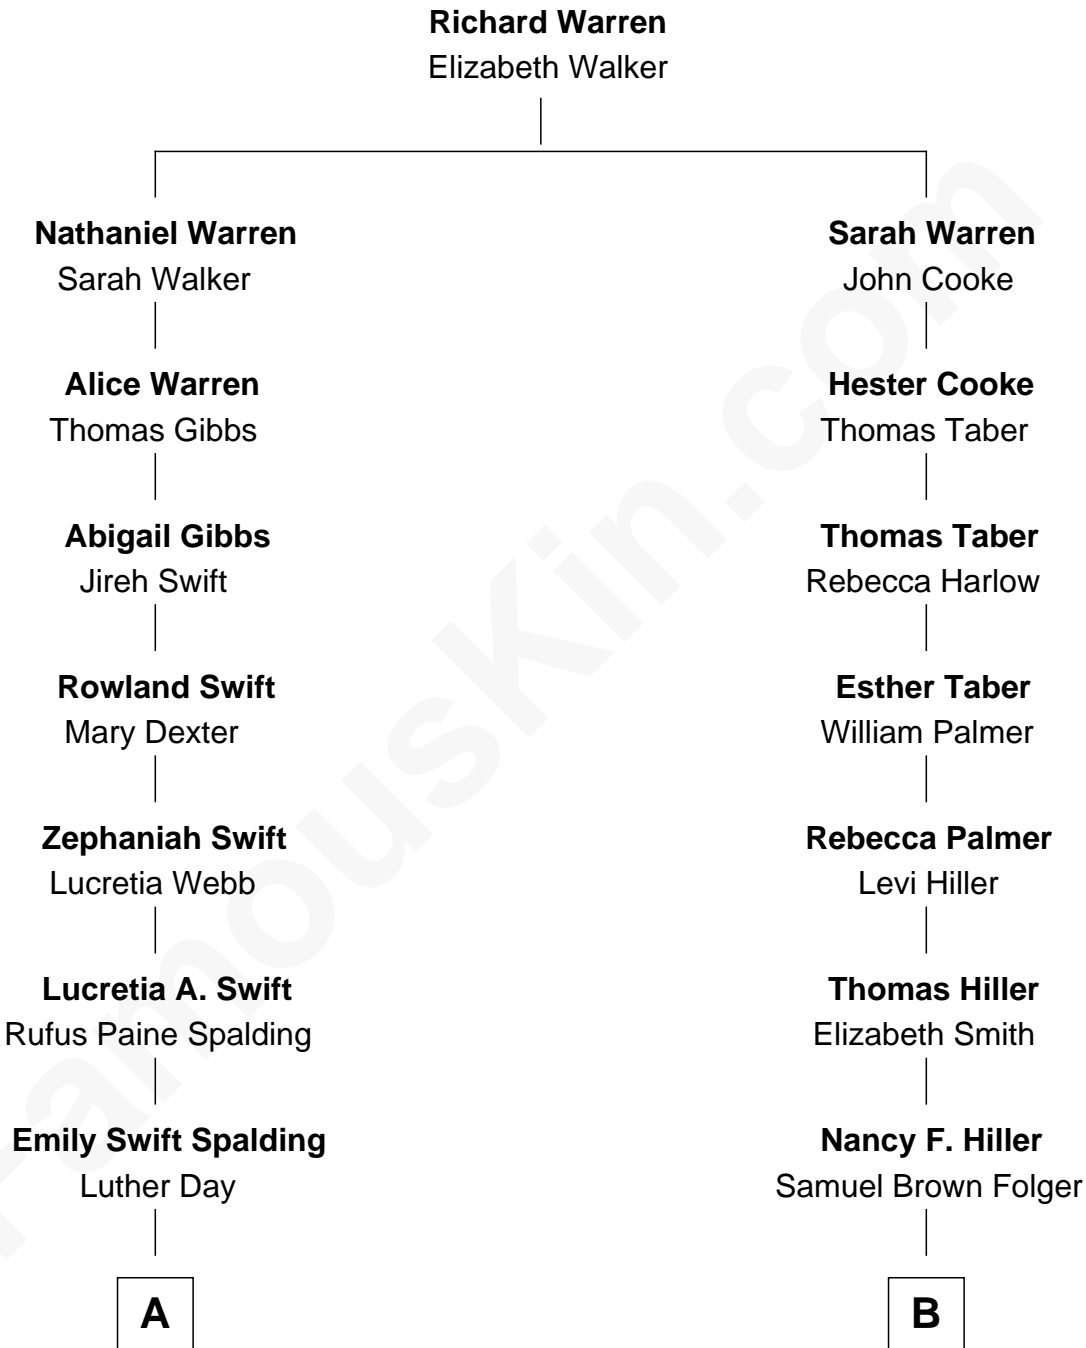 Richard Warren
Elizabeth Walker
Nathaniel Warren
Sarah Walker
Alice Warren
Thomas Gibbs
Abigail Gibbs
Jireh Swift
Rowland Swift
Mary Dexter
Zephaniah Swift
Lucretia Webb
Lucretia A. Swift
Rufus Paine Spalding
Emily Swift Spalding
Luther Day
A
Sarah Warren
John Cooke
Hester Cooke
Thomas Taber
Thomas Taber
Rebecca Harlow
Esther Taber
William Palmer
Rebecca Palmer
Levi Hiller
Thomas Hiller
Elizabeth Smith
Nancy F. Hiller
Samuel Brown Folger
B
FamousKin.com